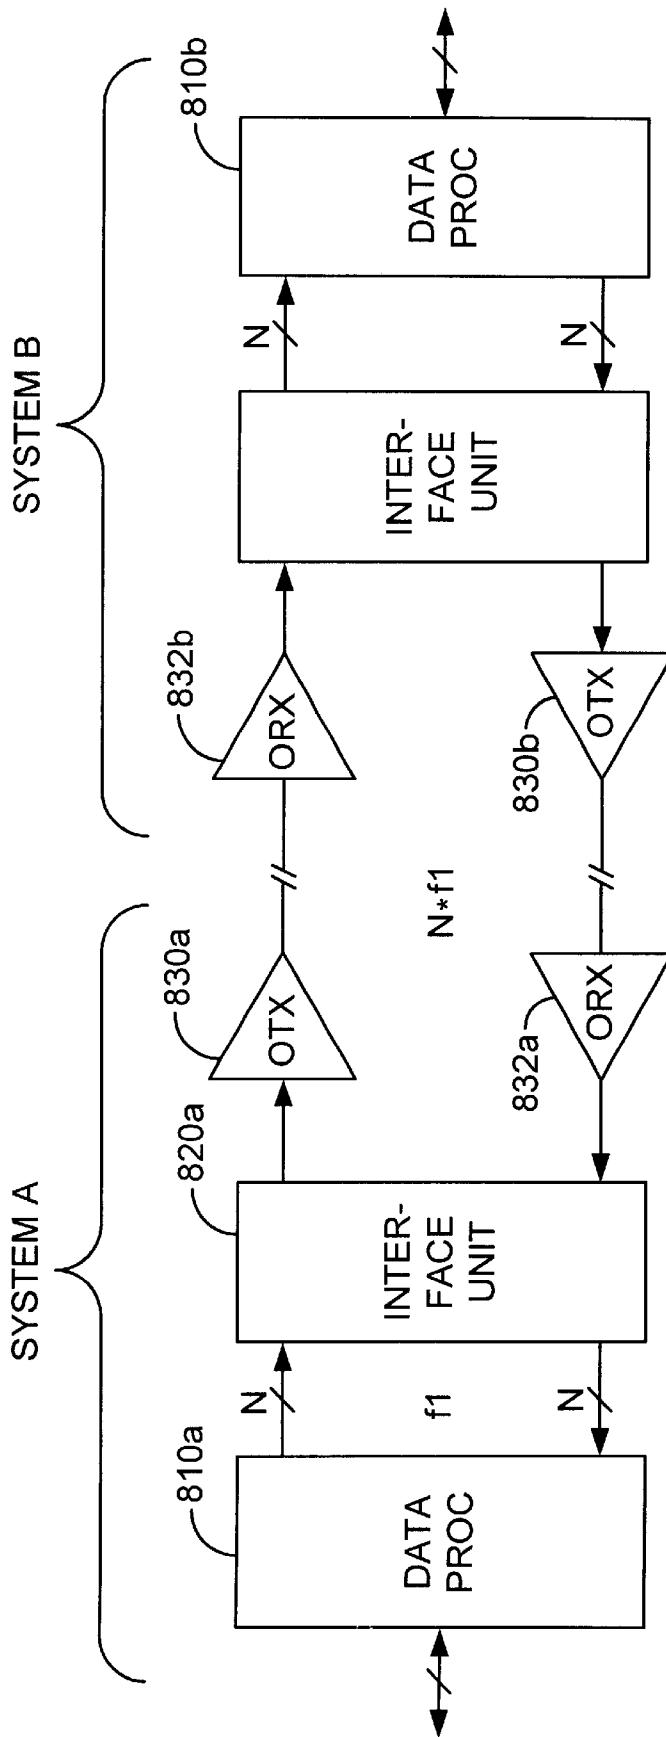 SYSTEM A
SYSTEM B
810a
820a
830a
832b
810b
DATA
PROC
N
f1
N
INTER-
FACE
UNIT
OTX
ORX
N*f1
832a
ORX
830b
OTX
INTER-
FACE
UNIT
N
N
DATA
PROC